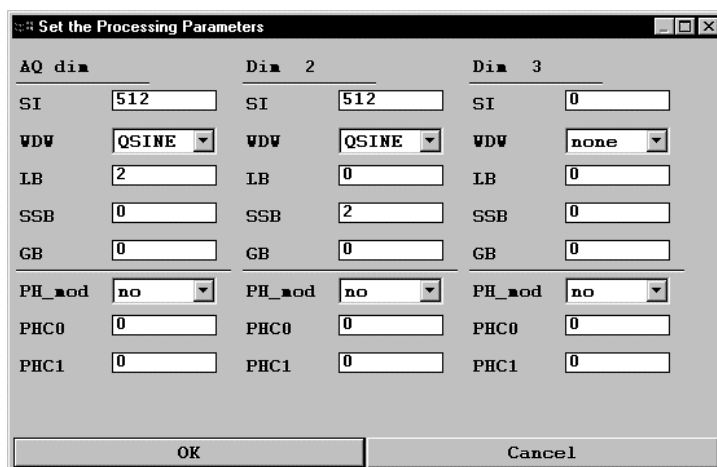 Set the Processing Parameters
AQ dim Dim 2 Dim 3
SI 512 SI 512 SI 0
WDW QSINE WDW QSINE WDW none
LB 2 LB 0 LB 0
SSB 0 SSB 2 SSB 0
GB 0 GB 0 GB 0
PH_mod no PH_mod no PH_mod no
PHC0 0 PHC0 0 PHC0 0
PHC1 0 PHC1 0 PHC1 0
OK Cancel